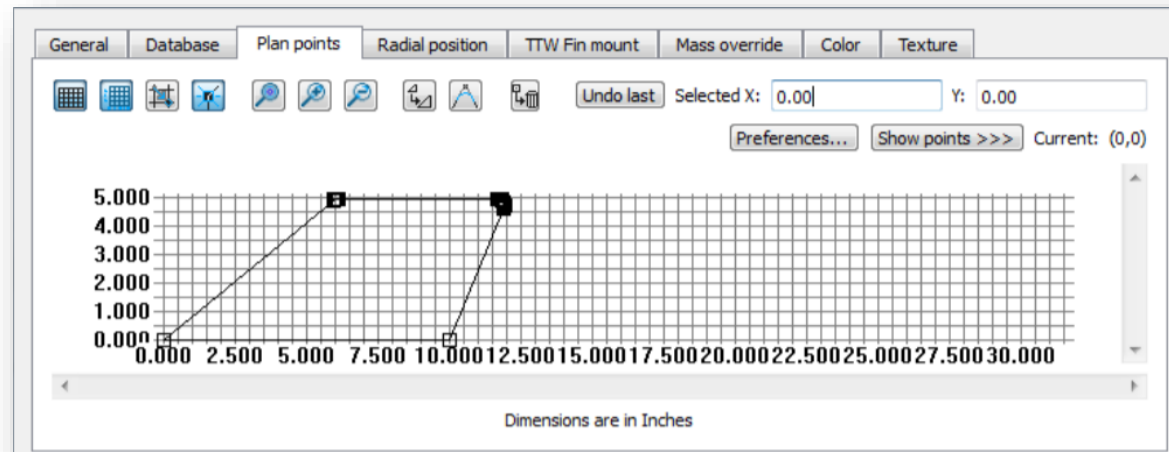 General Database Plan points Radial position TTW Fin mount Mass override Color Texture
Undo last Selected X: 0.00 Y: 0.00
Preferences... Show points >>> Current: (0,0)
5.000
4.000
3.000
2.000
1.000
0.000
0.000 2.500 5.000 7.500 10.000 12.500 15.000 17.500 20.000 22.500 25.000 27.500 30.000
Dimensions are in Inches